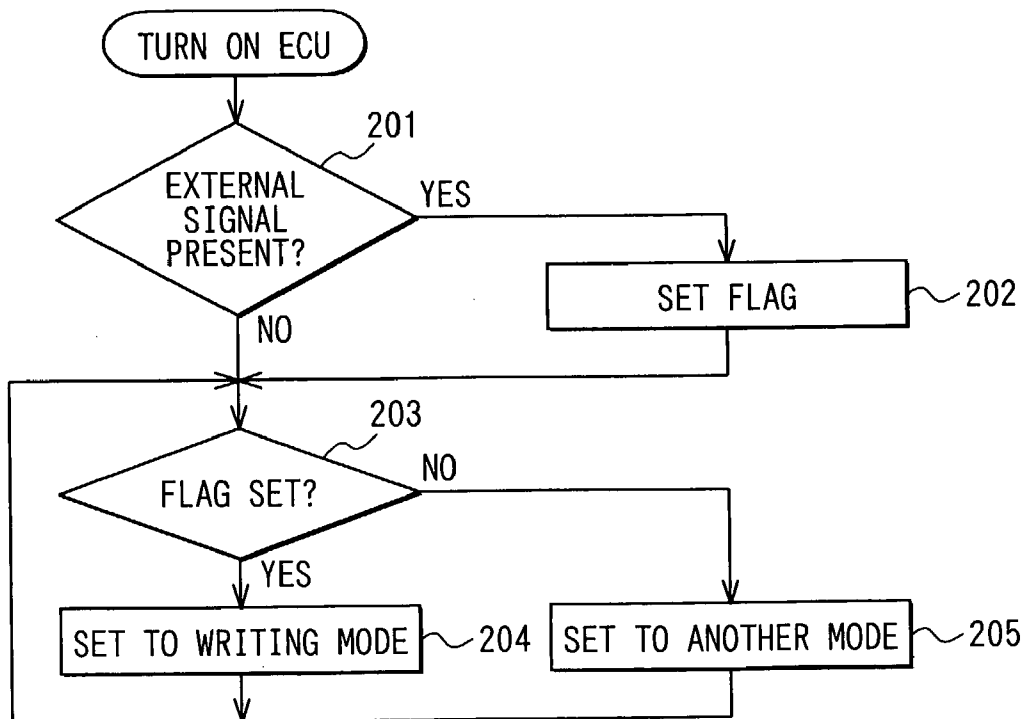 TURN ON ECU
201
EXTERNAL
SIGNAL
PRESENT?
YES
SET FLAG
202
NO
203
FLAG SET?
NO
YES
SET TO WRITING MODE
204
SET TO ANOTHER MODE
205